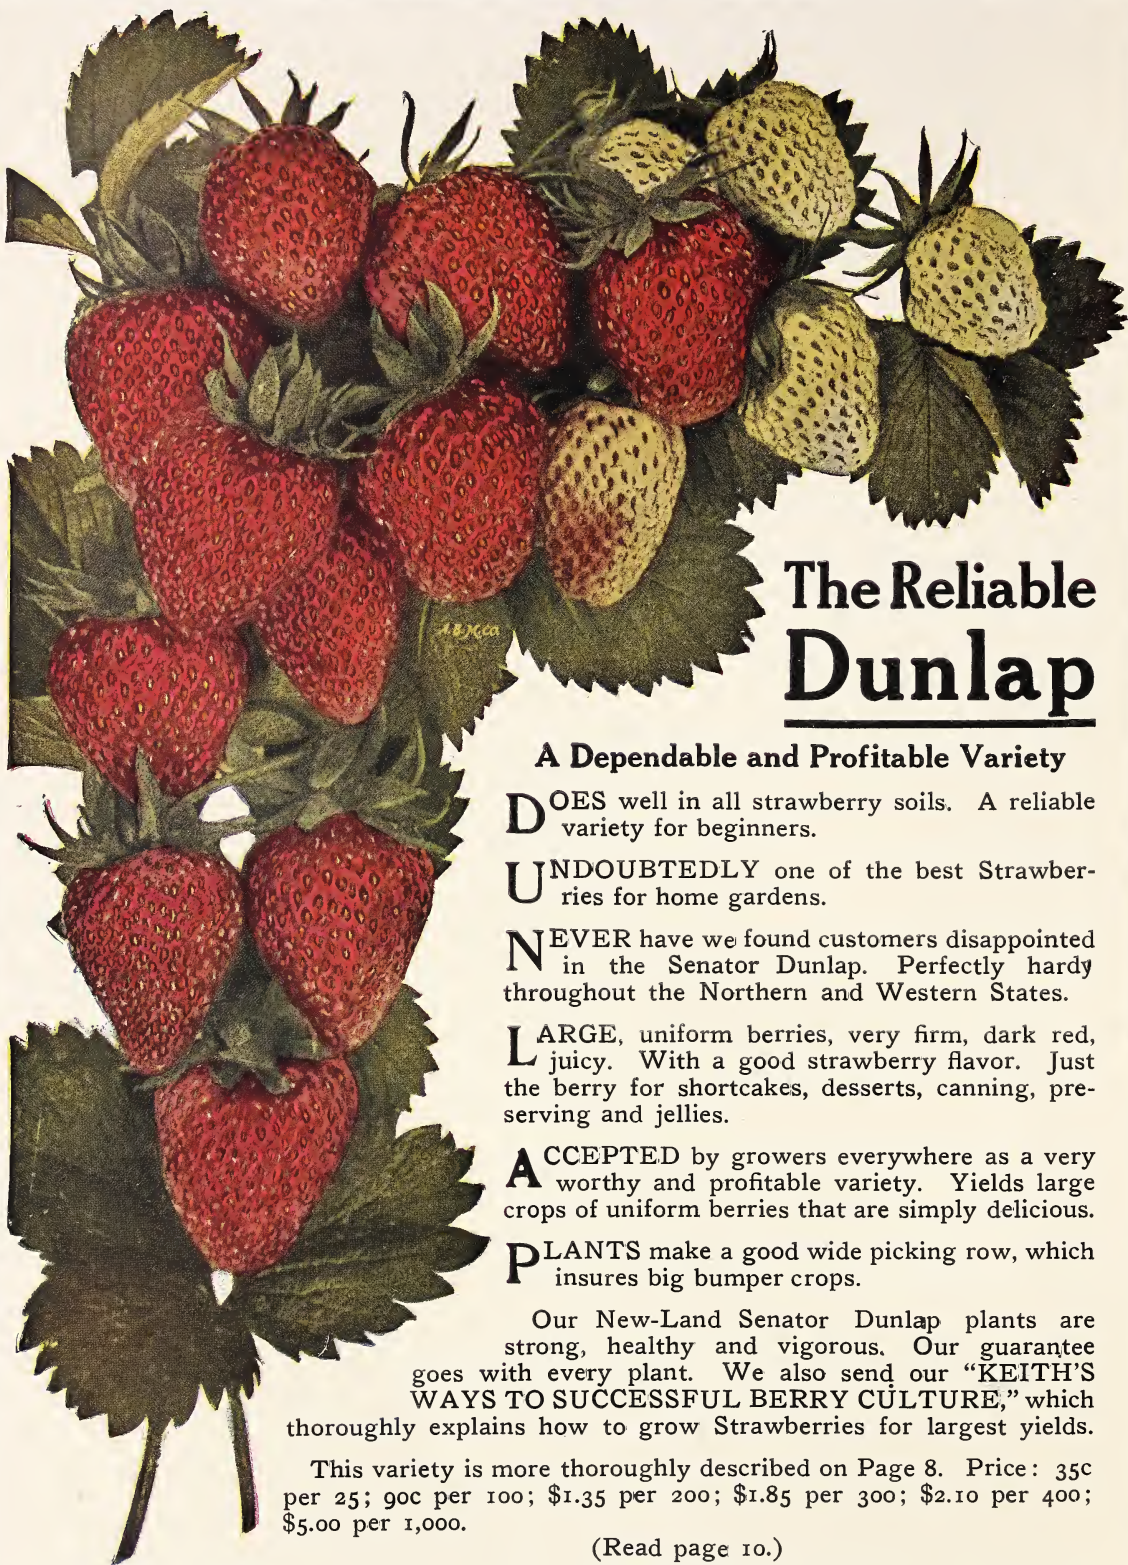 A B M Co.
The Reliable
Dunlap
A Dependable and Profitable Variety
DOES well in all strawberry soils. A reliable
variety for beginners.
UNDOUBTEDLY one of the best Strawber-
ries for home gardens.
NEVER have we found customers disappointed
in the Senator Dunlap. Perfectly hardy
throughout the Northern and Western States.
LARGE, uniform berries, very firm, dark red,
juicy. With a good strawberry flavor. Just
the berry for shortcakes, desserts, canning, pre-
serving and jellies.
ACCEPTED by growers everywhere as a very
worthy and profitable variety. Yields large
crops of uniform berries that are simply delicious.
PLANTS make a good wide picking row, which
insures big bumper crops.
Our New-Land Senator Dunlap plants are
strong, healthy and vigorous. Our guarantee
goes with every plant. We also send our “KEITH'S
WAYS TO SUCCESSFUL BERRY CULTURE,” which
thoroughly explains how to grow Strawberries for largest yields.
This variety is more thoroughly described on Page 8. Price: 35c
per 25; 90c per 100; $1.35 per 200; $1.85 per 300; $2.10 per 400;
$5.00 per 1,000.
(Read page 10.)